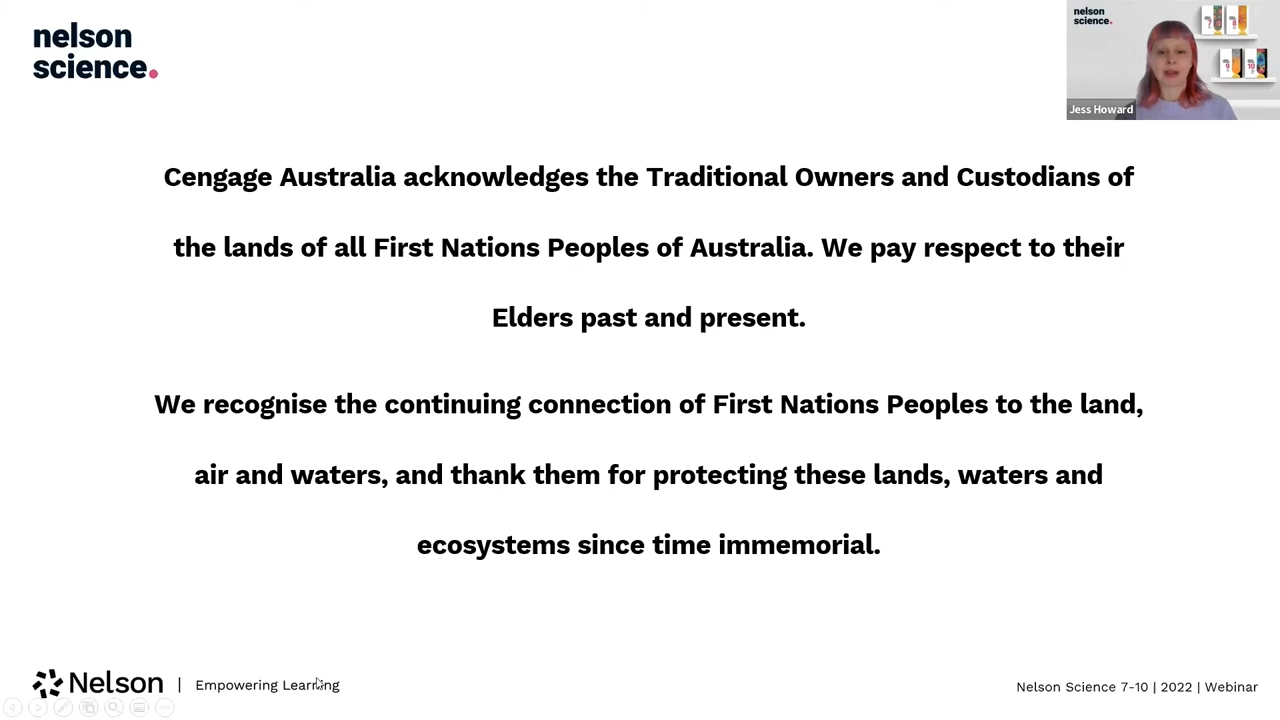 nelson
science.
nelson
science.
Jess Howard
Cengage Australia acknowledges the Traditional Owners and Custodians of
the lands of all First Nations Peoples of Australia. We pay respect to their
Elders past and present.
We recognise the continuing connection of First Nations Peoples to the land,
air and waters, and thank them for protecting these lands, waters and
ecosystems since time immemorial.
Nelson | Empowering Learning
Nelson Science 7-10 | 2022 | Webinar